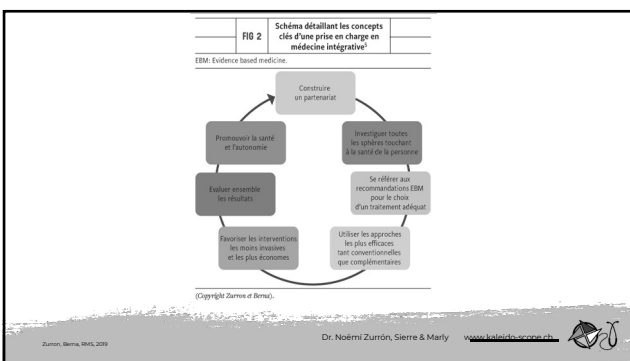 FIG 2
Schéma détaillant les concepts
clés d'une prise en charge en
médecine intégrative⁵
EBM: Evidence based medicine.
Construire
un partenariat
Investiguer toutes
les sphères touchant
à la santé de la personne
Se référer aux
recommandations EBM
pour le choix
d'un traitement adéquat
Utiliser les approches
les plus efficaces
tant conventionnelles
que complémentaires
Favoriser les interventions
les moins invasives
et les plus économes
Evaluer ensemble
les résultats
Promouvoir la santé
et l'autonomie
(Copyright Zurron et Berna).
Zurron, Berna, RMS, 2019
Dr. Noëmi Zurrón, Sierre & Marly
www.kaleido-scope.ch